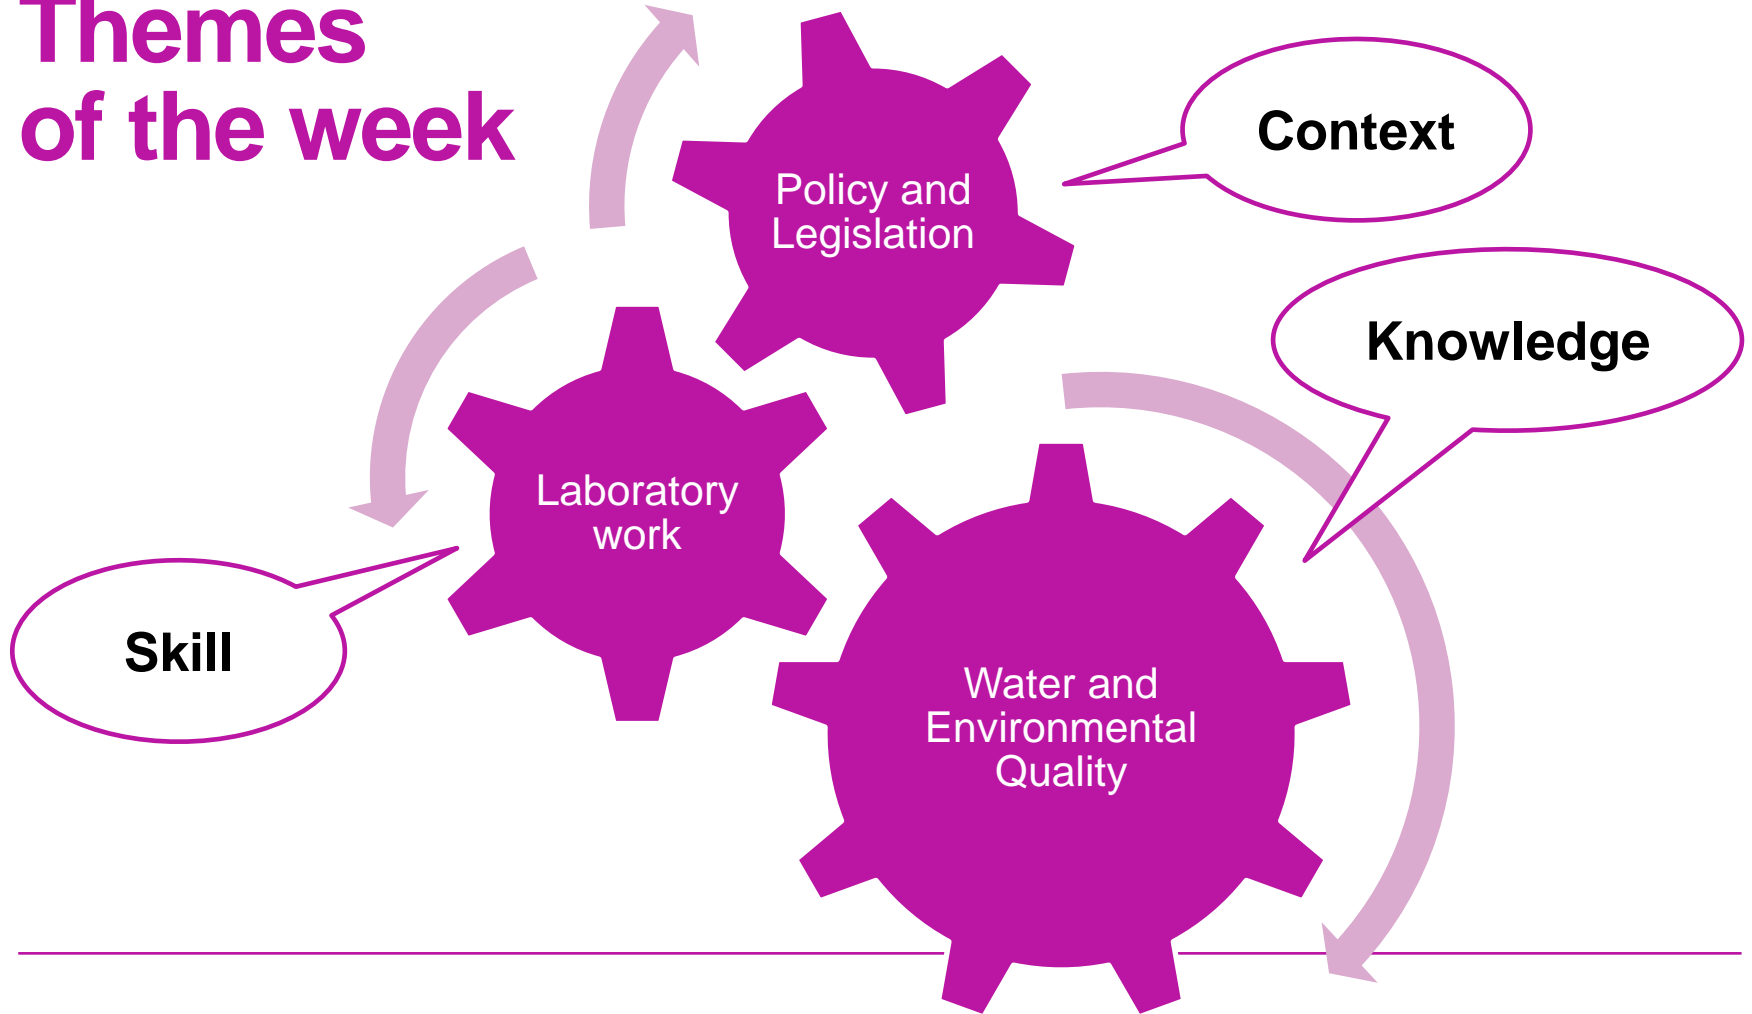 Themes
of the week
Policy and
Legislation
Context
Knowledge
Laboratory
work
Skill
Water and
Environmental
Quality